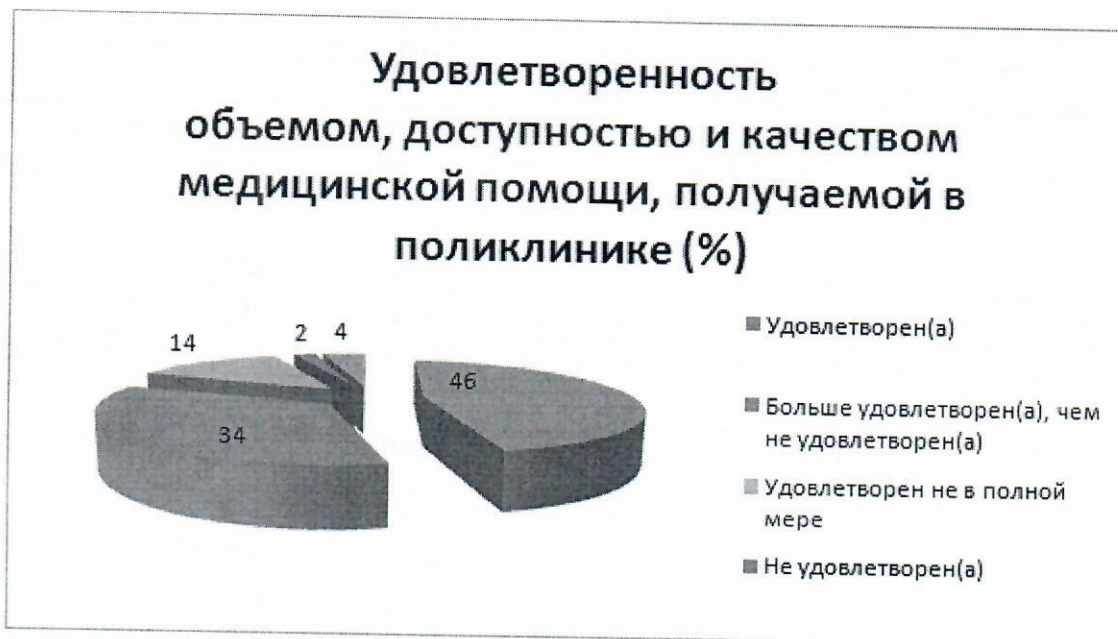 Удовлетворенность
объемом, доступностью и качеством
медицинской помощи, получаемой в
поликлинике (%)
46
34
14
2
4
Удовлетворен(а)
Больше удовлетворен(а), чем
не удовлетворен(а)
Удовлетворен не в полной
мере
Не удовлетворен(а)